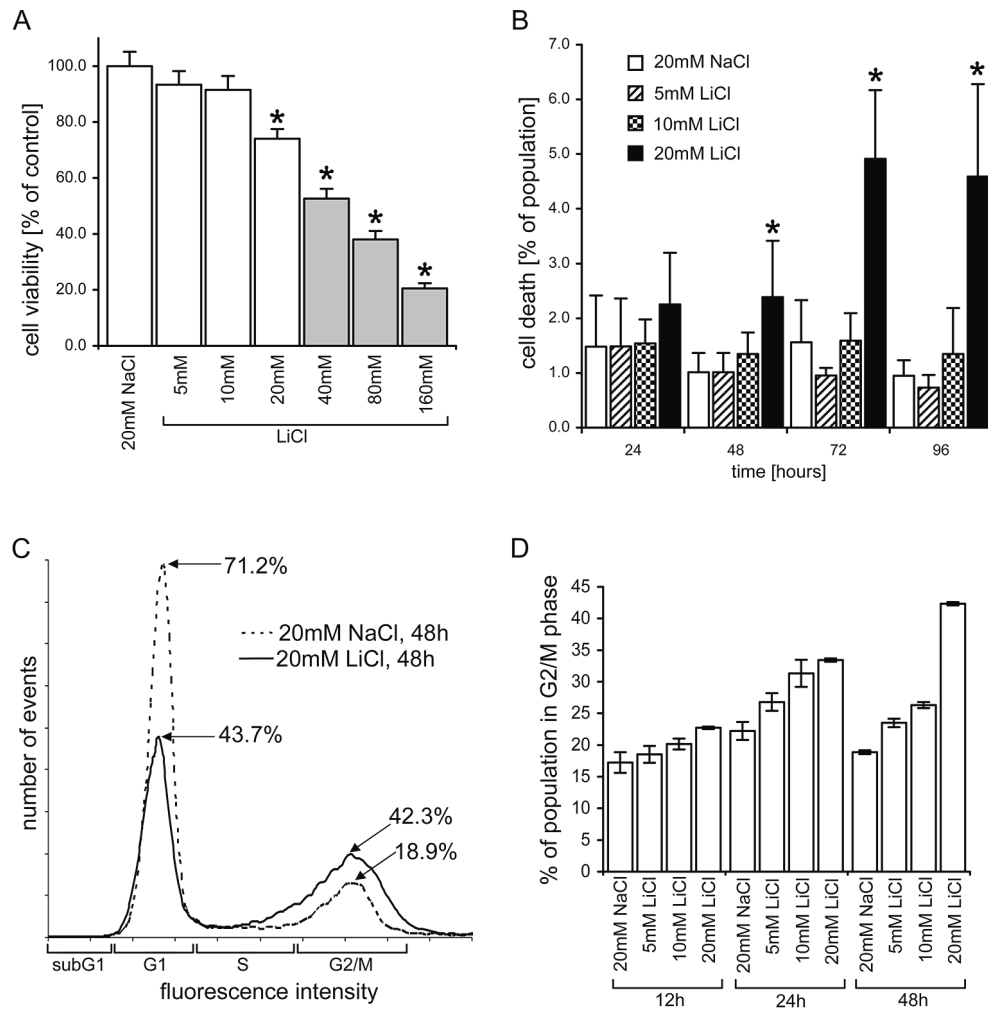 A
cell viability [% of control]
100.0
80.0
60.0
40.0
20.0
0.0
* * * *
20mM NaCl
5mM
10mM
20mM
40mM
80mM
160mM
LiCl
B
cell death [% of population]
7.0
6.0
5.0
4.0
3.0
2.0
1.0
0.0
20mM NaCl
5mM LiCl
10mM LiCl
20mM LiCl
* * *
24 48 72 96
time [hours]
C
number of events
71.2%
20mM NaCl, 48h
20mM LiCl, 48h
43.7%
42.3%
18.9%
subG1 G1 S G2/M
fluorescence intensity
D
% of population in G2/M phase
45
40
35
30
25
20
15
10
5
0
20mM NaCl
5mM LiCl
10mM LiCl
20mM LiCl
20mM NaCl
5mM LiCl
10mM LiCl
20mM LiCl
20mM NaCl
5mM LiCl
10mM LiCl
20mM LiCl
12h 24h 48h